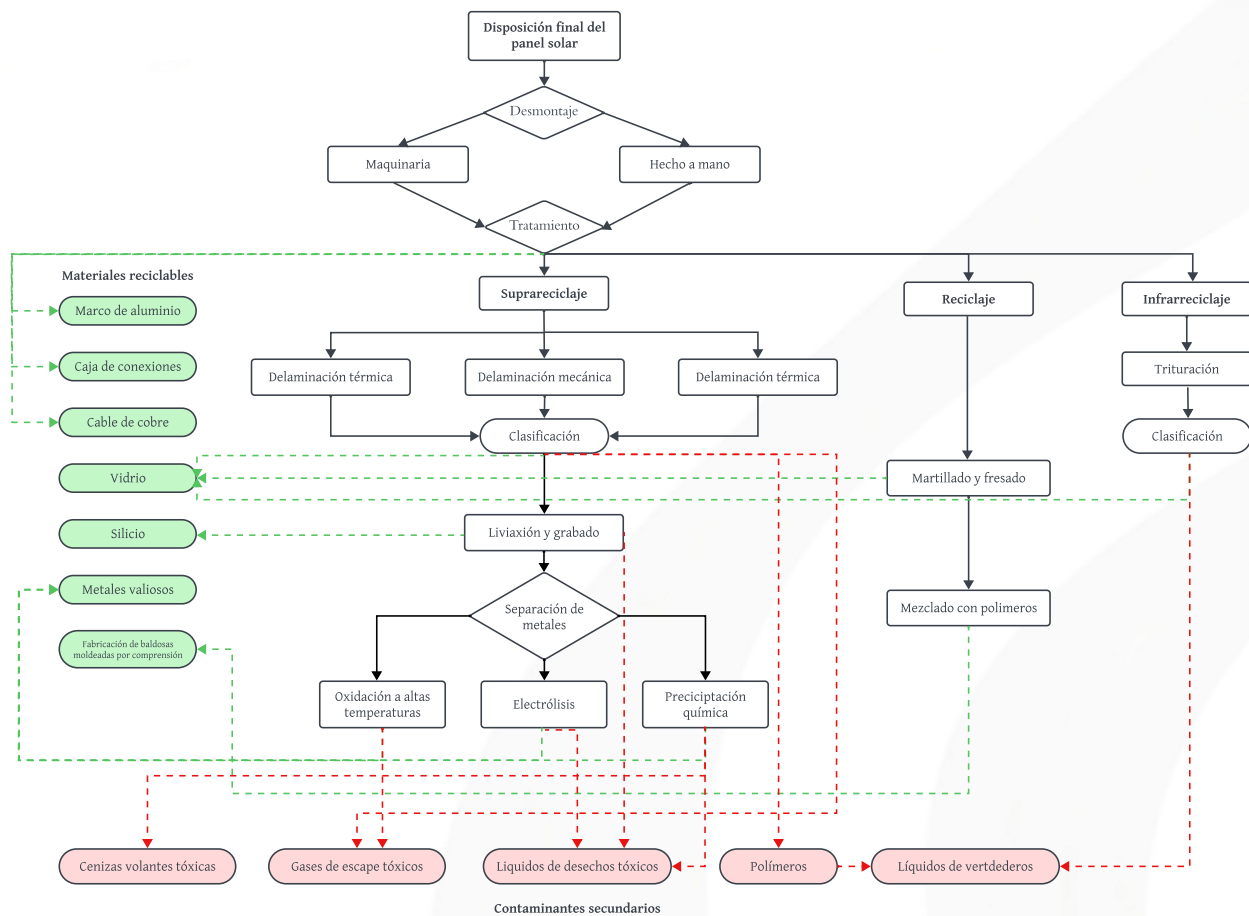 Disposición final del
panel solar
Desmontaje
Maquinaria
Hecho a mano
Tratamiento
Materiales reciclables
Suprareciclaje
Reciclaje
Infrarreciclaje
Marco de aluminio
Caja de conexiones
Delaminación térmica
Delaminación mecánica
Delaminación térmica
Trituración
Cable de cobre
Clasificación
Clasificación
Vidrio
Martillado y fresado
Silicio
Liviaxión y grabado
Metales valiosos
Separación de
metales
Mezclado con polimeros
Fabricación de baldosas
moldeadas por comprensión
Oxidación a altas
temperaturas
Electrólisis
Preciciptación
química
Cenizas volantes tóxicas
Gases de escape tóxicos
Liquidos de desechos tóxicos
Polímeros
Líquidos de vertdederos
Contaminantes secundarios